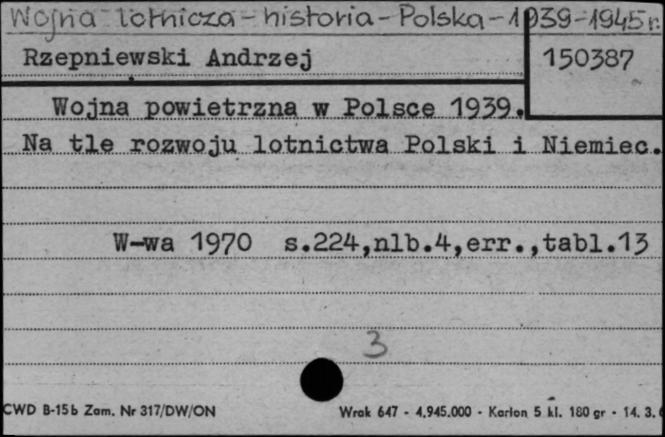 Wojna lotnicza - historia - Polska - 1939-1945 r.
Rzepniewski Andrzej
150387
Wojna powietrzna w Polsce 1939.
Na tle rozwoju lotnictwa Polski i Niemiec.
W-wa 1970 s.224,nlb.4,err.,tabl.13
3
CWD B-15b Zam. Nr 317/DW/ON Wrak 647 - 4.945.000 - Karton 5 kl. 180 gr - 14. 3.